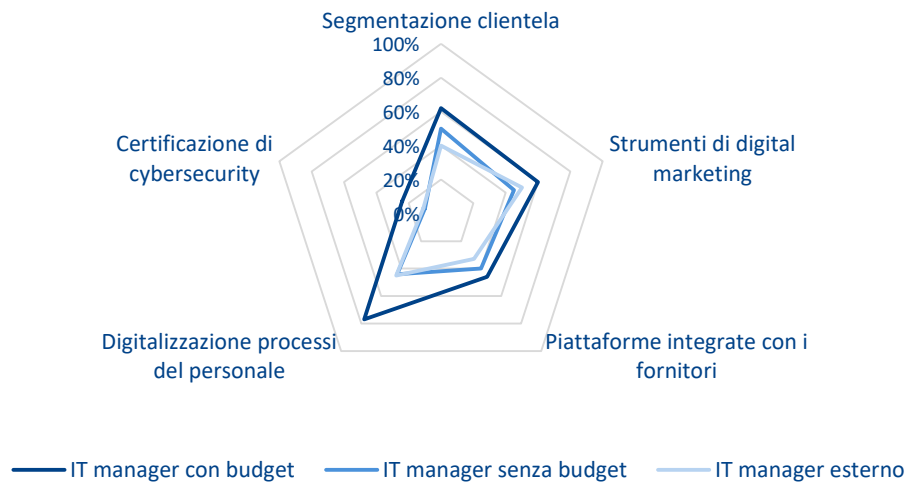 Segmentazione clientela
100%
80%
60%
40%
20%
0%
Certificazione di
cybersecurity
Strumenti di digital
marketing
Digitalizzazione processi
del personale
Piattaforme integrate con i
fornitori
IT manager con budget
IT manager senza budget
IT manager esterno